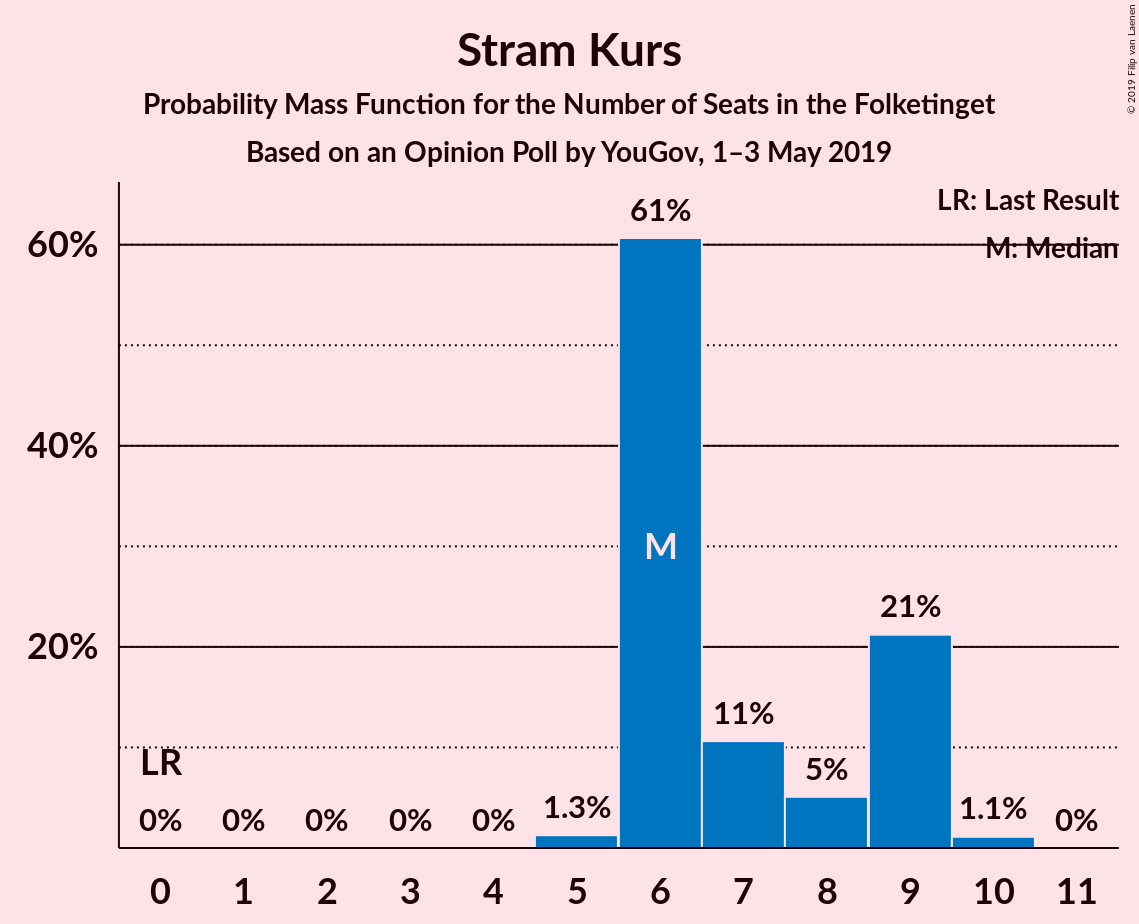 Stram Kurs
Probability Mass Function for the Number of Seats in the Folketinget
Based on an Opinion Poll by YouGov, 1–3 May 2019
© 2019 Filip van Laenen
LR: Last Result
M: Median
60%
40%
20%
61%
M
21%
11%
5%
LR
0% 0% 0% 0% 0% 1.3% 1.1% 0%
0 1 2 3 4 5 6 7 8 9 10 11